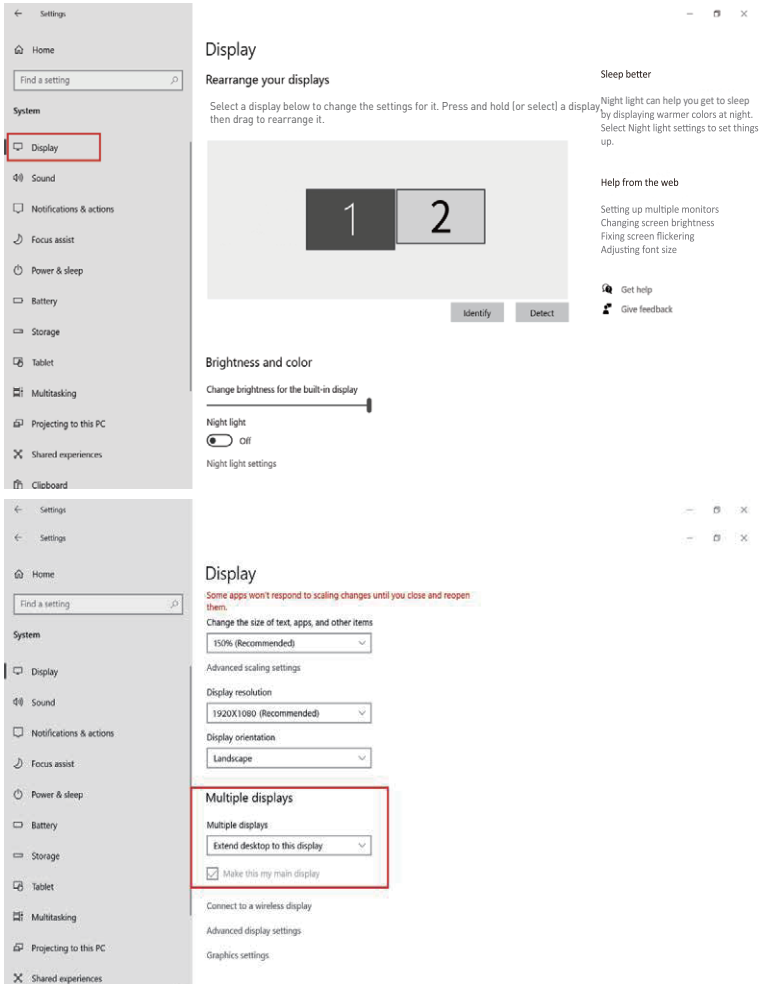 Settings
Home
Find a setting
System
Display
Sound
Notifications & actions
Focus assist
Power & sleep
Battery
Storage
Tablet
Multitasking
Projecting to this PC
Shared experiences
Clipboard
Display
Rearrange your displays
Select a display below to change the settings for it. Press and hold (or select) a display,
then drag to rearrange it.
1
2
Identify
Detect
Brightness and color
Change brightness for the built-in display
Night light
Off
Night light settings
Sleep better
Night light can help you get to sleep
by displaying warmer colors at night.
Select Night light settings to set things
up.
Help from the web
Setting up multiple monitors
Changing screen brightness
Fixing screen flickering
Adjusting font size
Get help
Give feedback
Settings
Settings
Home
Find a setting
System
Display
Sound
Notifications & actions
Focus assist
Power & sleep
Battery
Storage
Tablet
Multitasking
Projecting to this PC
Shared experiences
Display
Some apps won't respond to scaling changes until you close and reopen
them.
Change the size of text, apps, and other items
150% (Recommended)
Advanced scaling settings
Display resolution
1920X1080 (Recommended)
Display orientation
Landscape
Multiple displays
Multiple displays
Extend desktop to this display
Make this my main display
Connect to a wireless display
Advanced display settings
Graphics settings